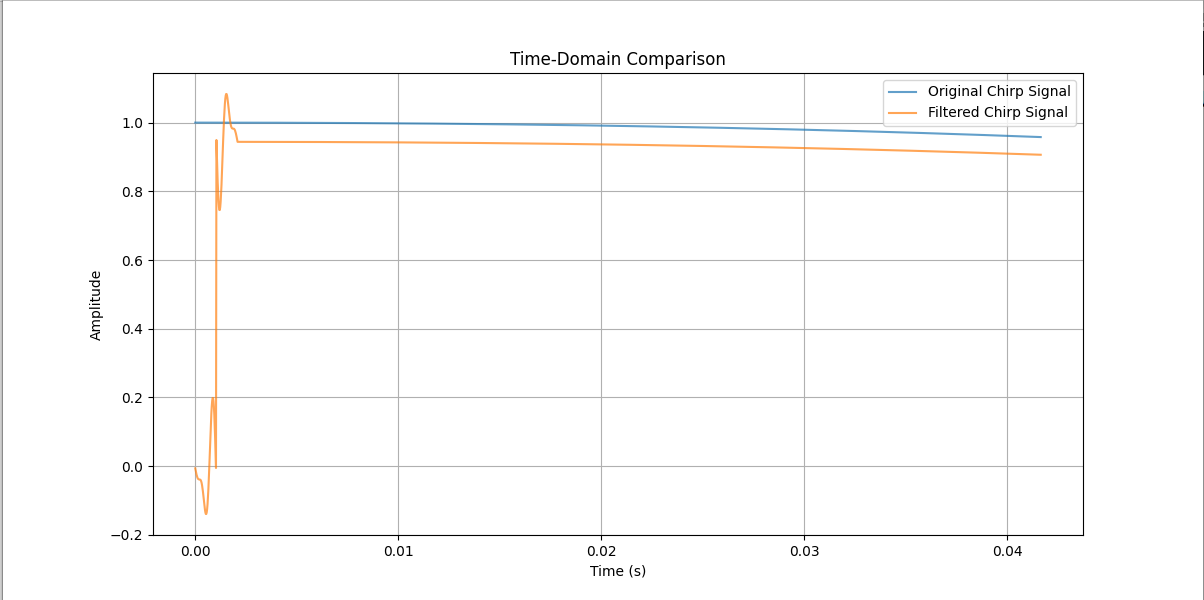 Time-Domain Comparison
Original Chirp Signal
Filtered Chirp Signal
1.0
0.8
0.6
0.4
0.2
0.0
−0.2
Amplitude
0.00 0.01 0.02 0.03 0.04
Time (s)